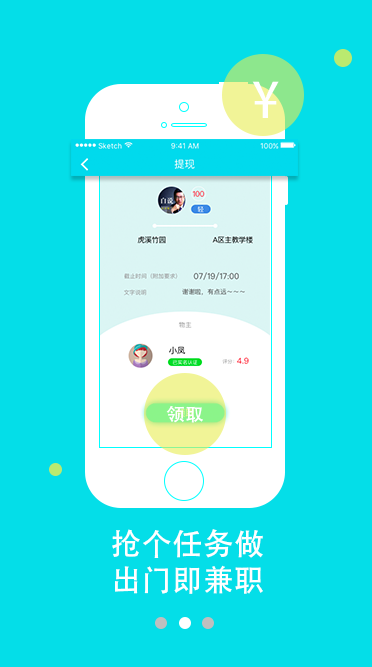 ¥
Sketch 9:41 AM 100%
提现
白说 100
轻
虎溪竹园 A区主教学楼
截止时间（附加要求） 07/19/17:00
文字说明 谢谢啦，有点远～～～
物主
小凤
已实名认证 评分: 4.9
领取
抢个任务做
出门即兼职